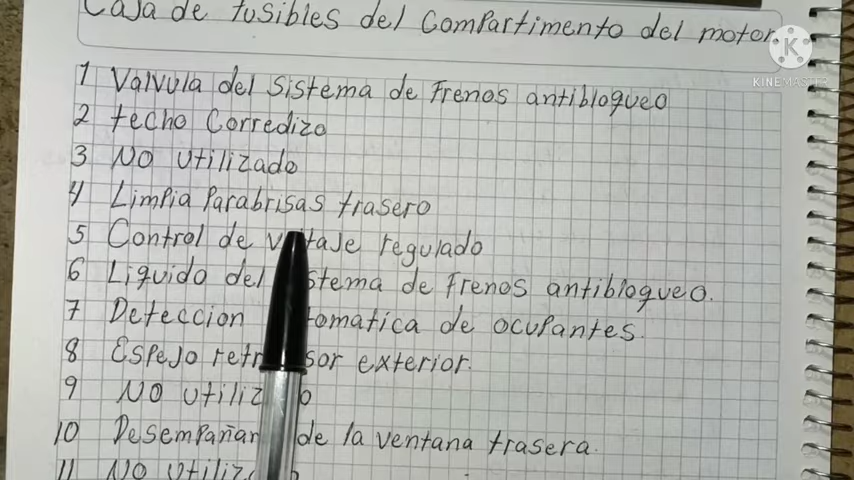 Caja de fusibles del Compartimento del motor.
1 Valvula del Sistema de Frenos antibloqueo
2 techo Corredizo
3 NO utilizado
4 Limpia Parabrisas trasero
5 Control de regulado
6 Liquido del de Frenos antibloqueo.
7 Deteccion de ocupantes.
8 Espejo exterior.
9 NO
10 de la ventana trasera.
11 NO
K
KINEMASTER